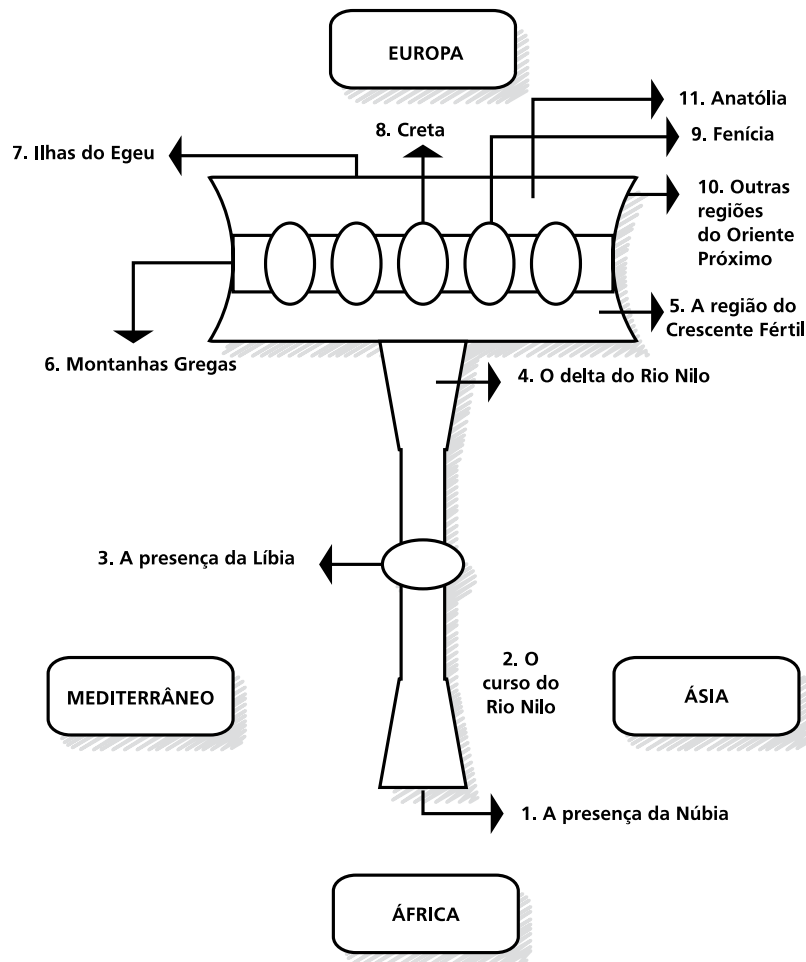 EUROPA
11. Anatólia
8. Creta
9. Fenícia
7. Ilhas do Egeu
10. Outras
regiões
do Oriente
Próximo
5. A região do
Crescente Fértil
6. Montanhas Gregas
4. O delta do Rio Nilo
3. A presença da Líbia
2. O
curso do
Rio Nilo
MEDITERRÂNEO
ÁSIA
1. A presença da Núbia
ÁFRICA